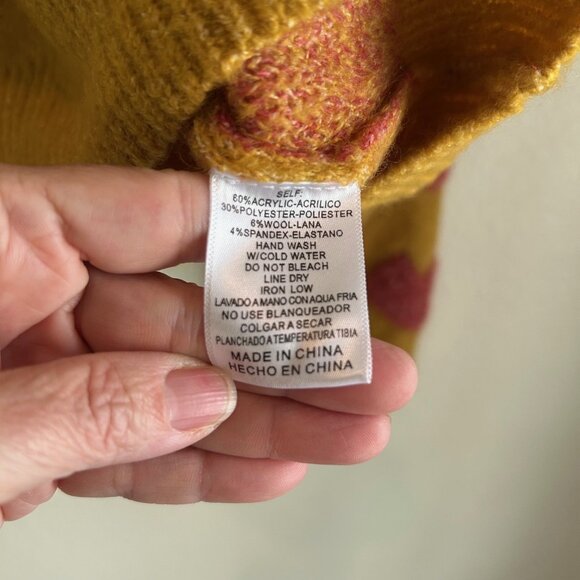 SELF:
60%ACRYLIC-ACRILICO
30%POLYESTER-POLIESTER
6%WOOL-LANA
4%SPANDEX-ELASTANO
HAND WASH
W/COLD WATER
DO NOT BLEACH
LINE DRY
IRON LOW
LAVADO A MANO CON AQUA FRIA
NO USE BLANQUEADOR
COLGAR A SECAR
PLANCHADO A TEMPERATURA TIBIA
MADE IN CHINA
HECHO EN CHINA